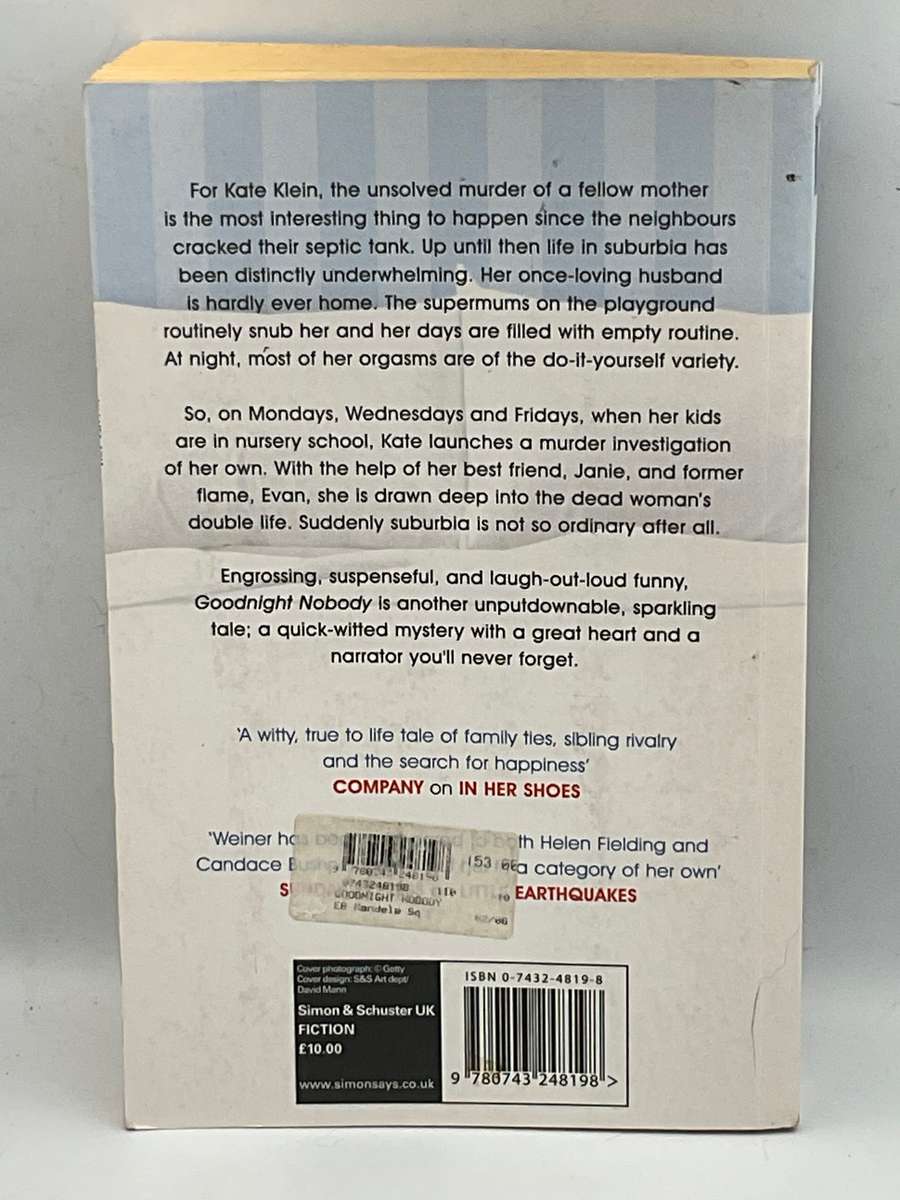 For Kate Klein, the unsolved murder of a fellow mother
is the most interesting thing to happen since the neighbours
cracked their septic tank. Up until then life in suburbia has
been distinctly underwhelming. Her once-loving husband
is hardly ever home. The supermums on the playground
routinely snub her and her days are filled with empty routine.
At night, most of her orgasms are of the do-it-yourself variety.
So, on Mondays, Wednesdays and Fridays, when her kids
are in nursery school, Kate launches a murder investigation
of her own. With the help of her best friend, Janie, and former
flame, Evan, she is drawn deep into the dead woman's
double life. Suddenly suburbia is not so ordinary after all.
Engrossing, suspenseful, and laugh-out-loud funny,
Goodnight Nobody is another unputdownable, sparkling
tale; a quick-witted mystery with a great heart and a
narrator you'll never forget.
'A witty, true to life tale of family ties, sibling rivalry
and the search for happiness'
COMPANY on IN HER SHOES
'Weiner Helen Fielding and
Candace a category of her own'
EARTHQUAKES
GOODNIGHT NOBODY
EB Mandela Sq
02/06
Cover photograph: © Getty
Cover design: S&S Art dept/
David Mann
Simon & Schuster UK
FICTION
£10.00
www.simonsays.co.uk
ISBN 0-7432-4819-8
9 780743 248198 >